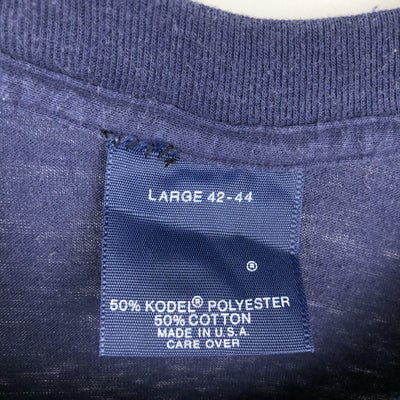 LARGE 42-44
®
50% KODEL® POLYESTER
50% COTTON
MADE IN U.S.A.
CARE OVER